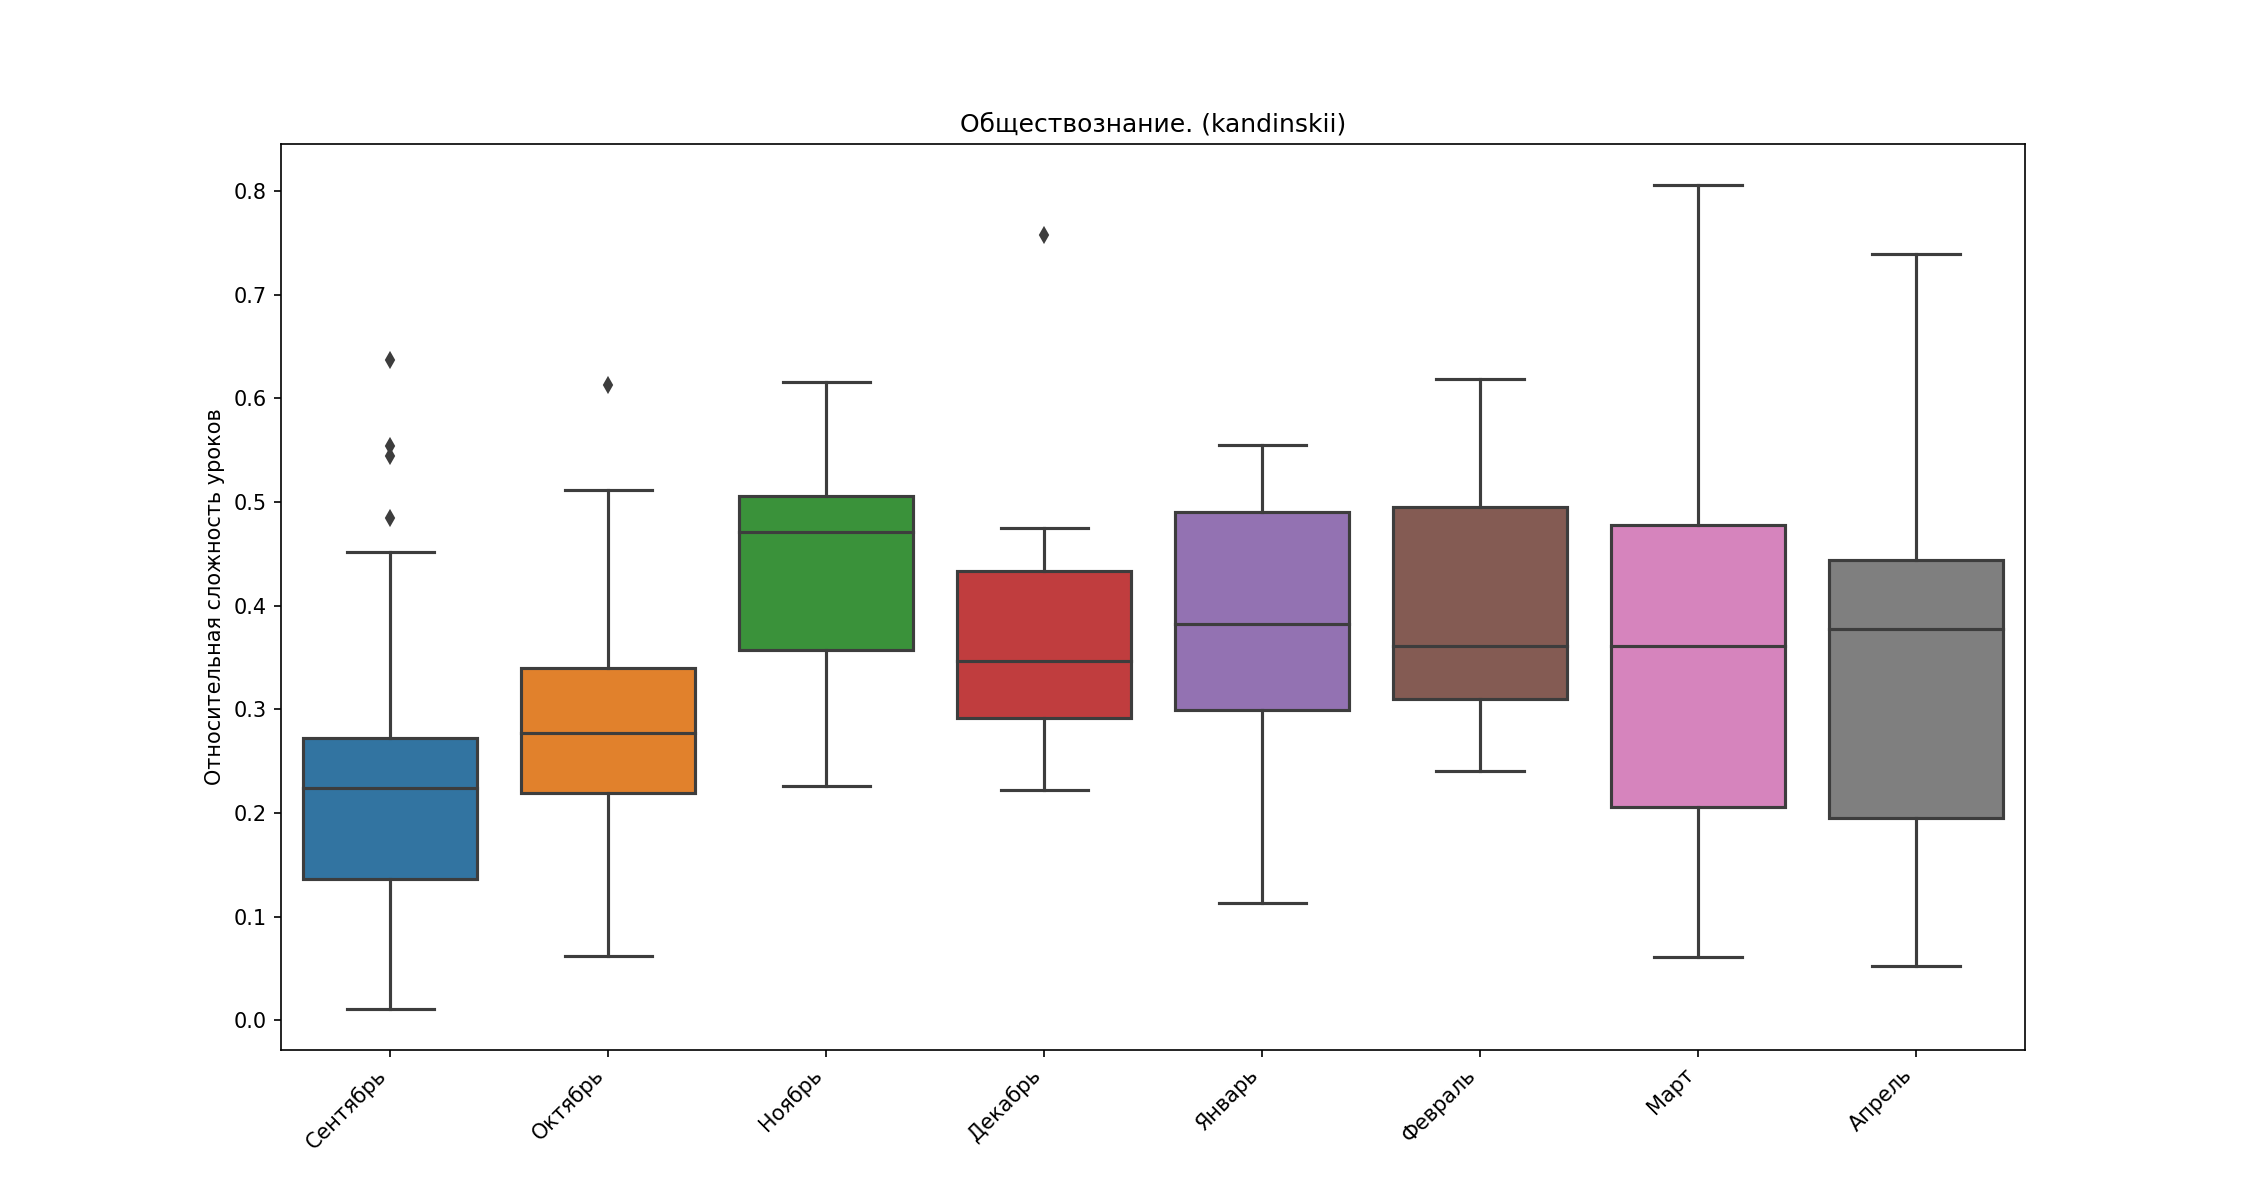 Обществознание. (kandinskii)
Относительная сложность уроков
0.8
0.7
0.6
0.5
0.4
0.3
0.2
0.1
0.0
Сентябрь
Октябрь
Ноябрь
Декабрь
Январь
Февраль
Март
Апрель